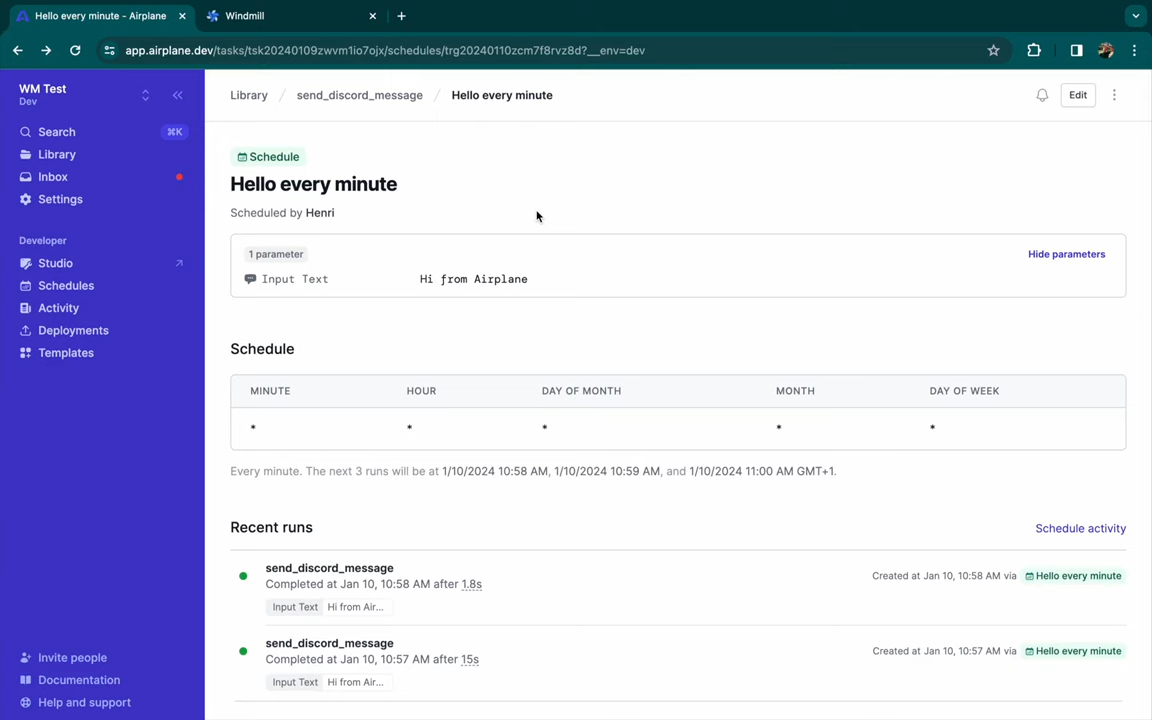 Hello every minute - Airplane
Windmill
app.airplane.dev/tasks/tsk20240109zwvm1io7ojx/schedules/trg20240110zcm7f8rvz8d?__env=dev
WM Test
Dev
Search ⌘K
Library
Inbox
Settings
Developer
Studio
Schedules
Activity
Deployments
Templates
Invite people
Documentation
Help and support
Library / send_discord_message / Hello every minute
Edit
Schedule
Hello every minute
Scheduled by Henri
1 parameter Hide parameters
Input Text Hi from Airplane
Schedule
MINUTE HOUR DAY OF MONTH MONTH DAY OF WEEK
* * * * *
Every minute. The next 3 runs will be at 1/10/2024 10:58 AM, 1/10/2024 10:59 AM, and 1/10/2024 11:00 AM GMT+1.
Recent runs Schedule activity
send_discord_message
Completed at Jan 10, 10:58 AM after 1.8s
Created at Jan 10, 10:58 AM via Hello every minute
Input Text Hi from Air...
send_discord_message
Completed at Jan 10, 10:57 AM after 15s
Created at Jan 10, 10:57 AM via Hello every minute
Input Text Hi from Air...